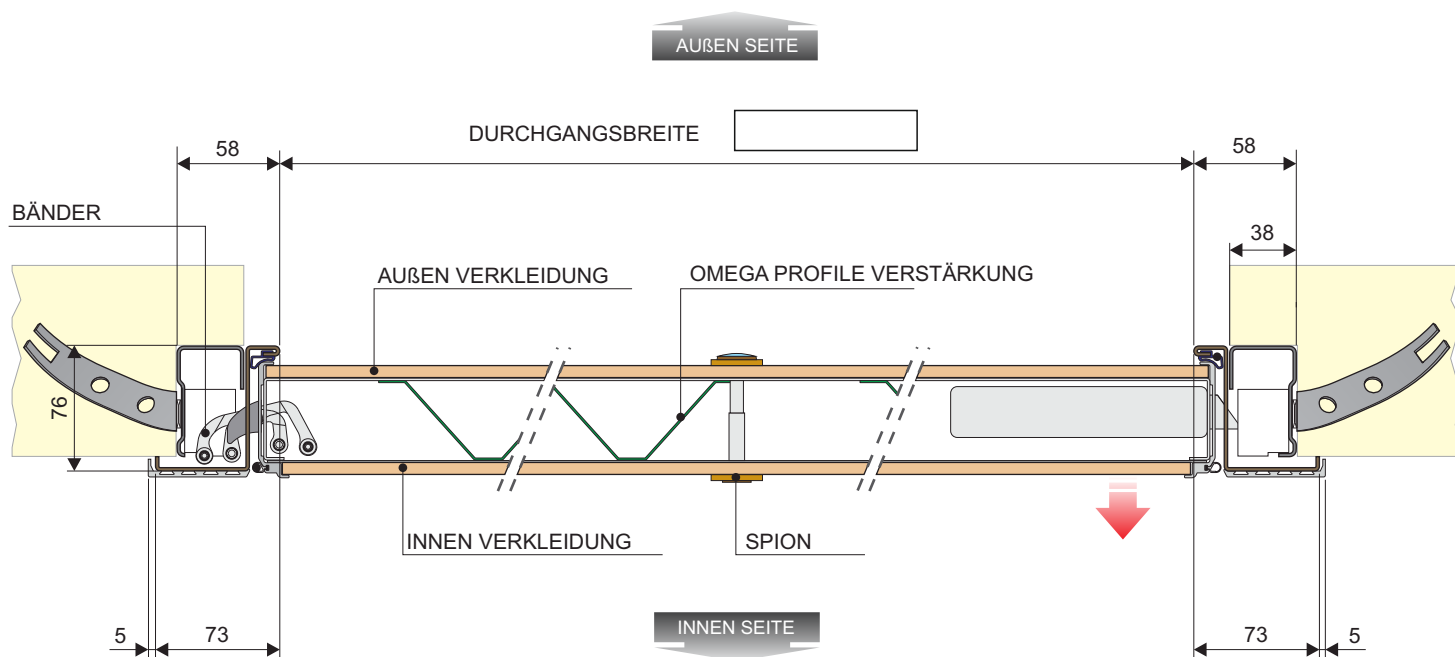 AUßEN SEITE
DURCHGANGSBREITE
58
58
BÄNDER
38
AUßEN VERKLEIDUNG
OMEGA PROFILE VERSTÄRKUNG
76
INNEN VERKLEIDUNG
SPION
INNEN SEITE
5
73
73
5